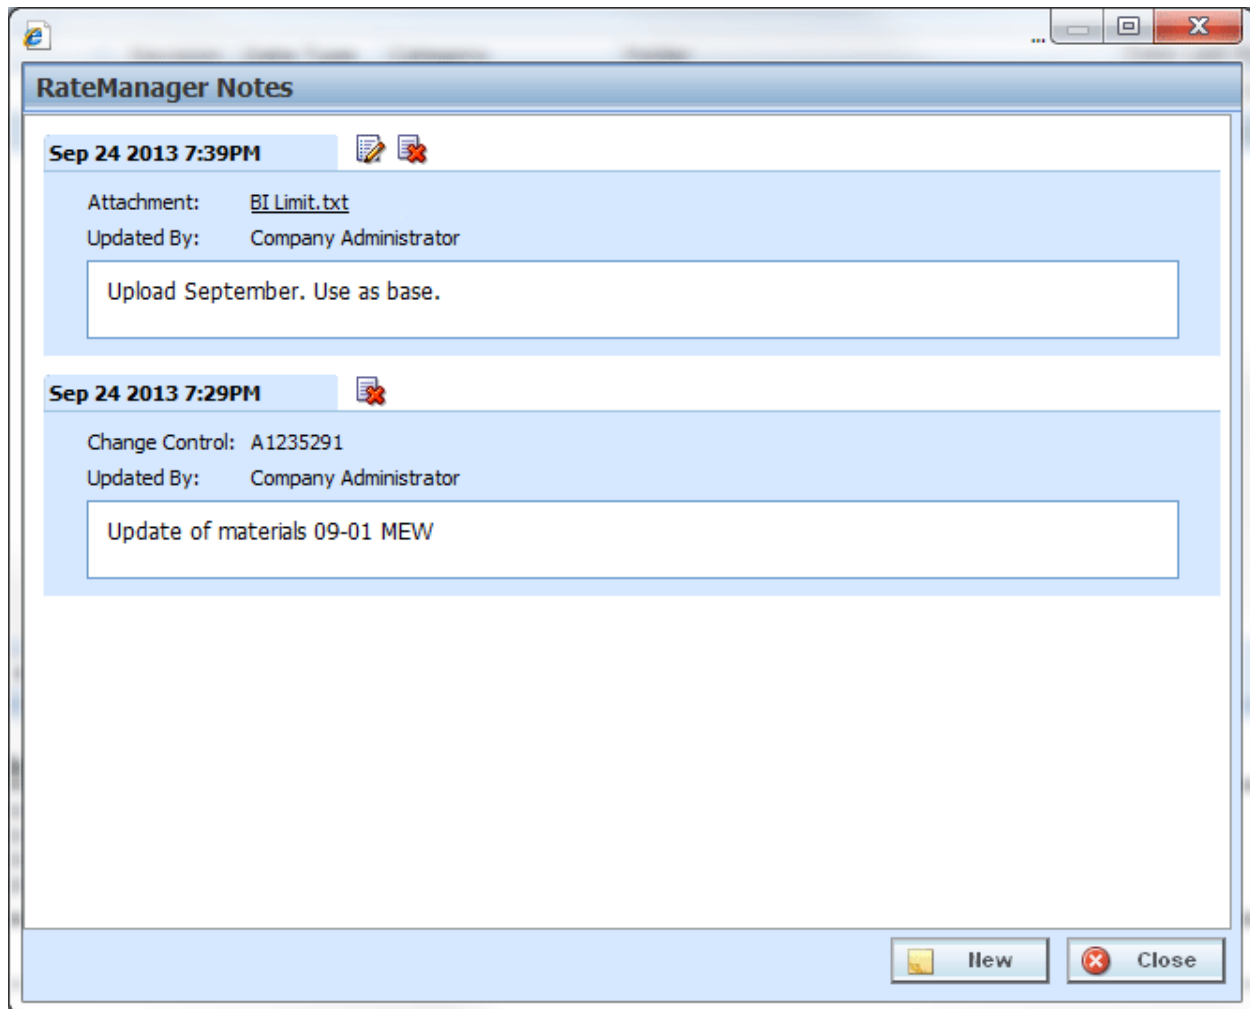 ...
RateManager Notes
Sep 24 2013 7:39PM
Attachment: BI Limit.txt
Updated By: Company Administrator
Upload September. Use as base.
Sep 24 2013 7:29PM
Change Control: A1235291
Updated By: Company Administrator
Update of materials 09-01 MEW
New Close